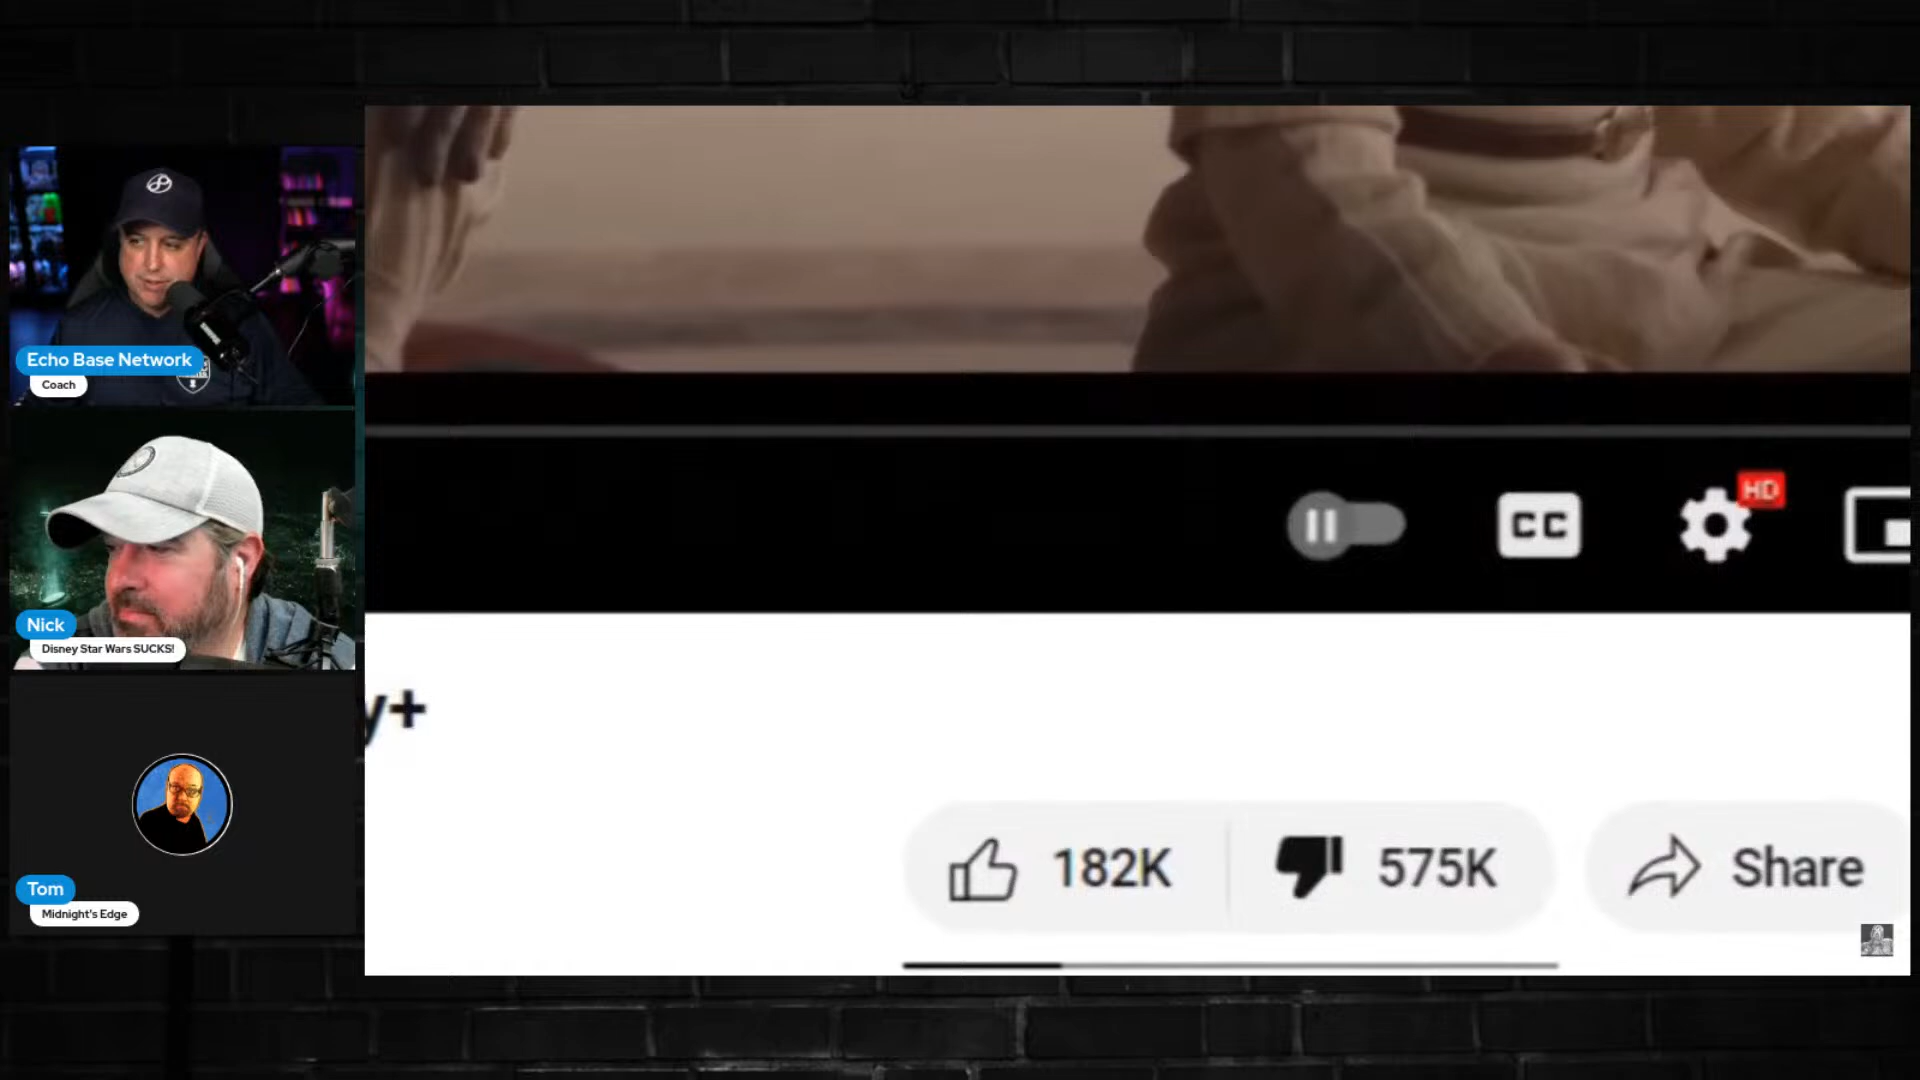 Echo Base Network
Coach
Nick
Disney Star Wars SUCKS!
Tom
Midnight's Edge
HD
CC
y+
182K
575K
Share